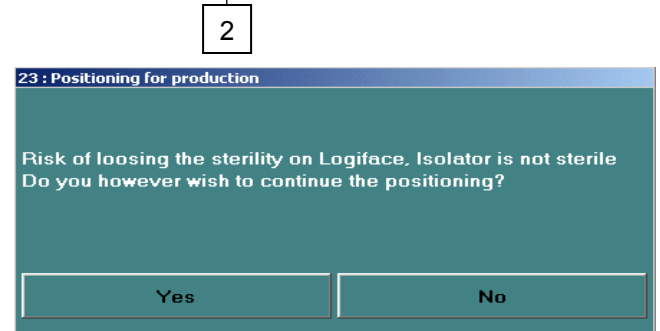 2
23 : Positioning for production
Risk of loosing the sterility on Logiface, Isolator is not sterile
Do you however wish to continue the positioning?
Yes
No